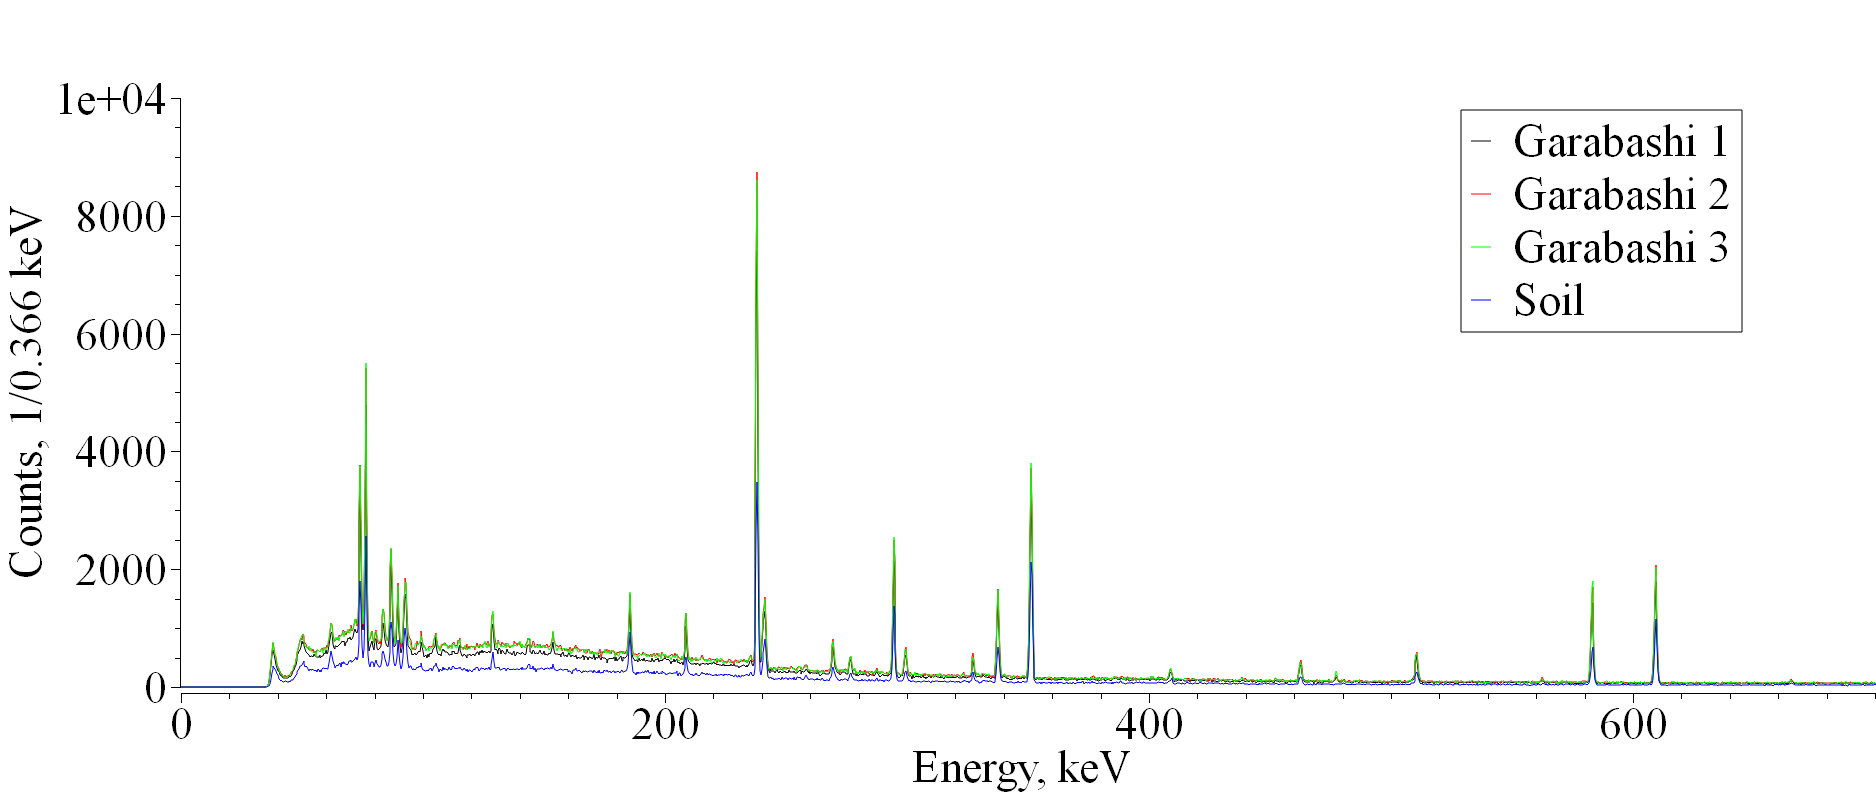 1e+04
8000
6000
4000
2000
0
Counts, 1/0.366 keV
0 200 400 600
Energy, keV
Garabashi 1
Garabashi 2
Garabashi 3
Soil